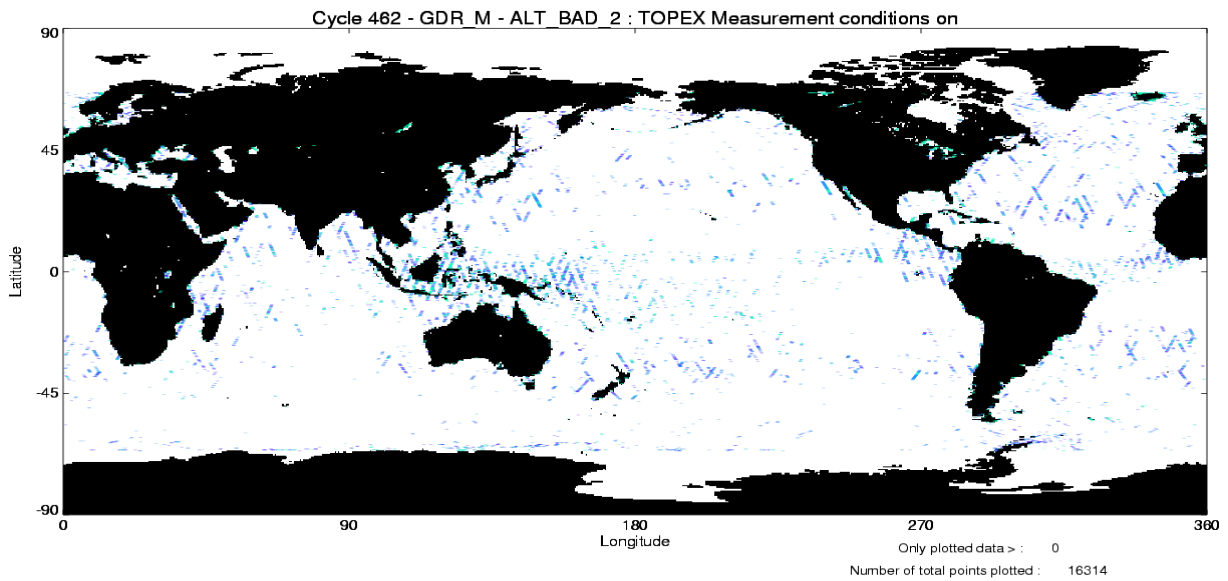 Cycle 462 - GDR_M - ALT_BAD_2 : TOPEX Measurement conditions on
90
45
0
-45
-90
Latitude
0 90 180 270 360
Longitude
Only plotted data > : 0
Number of total points plotted : 16314